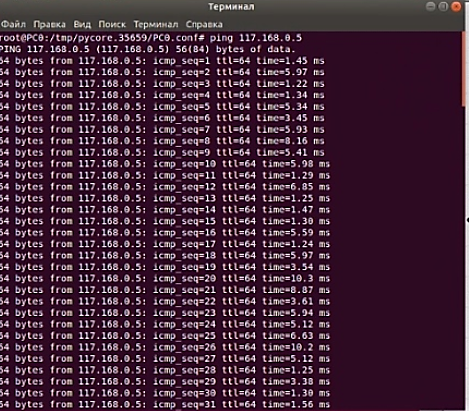 Терминал
Файл Правка Вид Поиск Терминал Справка
root@PC0:/tmp/pycore.35659/PC0.conf# ping 117.168.0.5
PING 117.168.0.5 (117.168.0.5) 56(84) bytes of data.
64 bytes from 117.168.0.5: icmp_seq=1 ttl=64 time=1.45 ms
64 bytes from 117.168.0.5: icmp_seq=2 ttl=64 time=5.97 ms
64 bytes from 117.168.0.5: icmp_seq=3 ttl=64 time=1.22 ms
64 bytes from 117.168.0.5: icmp_seq=4 ttl=64 time=1.34 ms
64 bytes from 117.168.0.5: icmp_seq=5 ttl=64 time=5.34 ms
64 bytes from 117.168.0.5: icmp_seq=6 ttl=64 time=3.45 ms
64 bytes from 117.168.0.5: icmp_seq=7 ttl=64 time=5.93 ms
64 bytes from 117.168.0.5: icmp_seq=8 ttl=64 time=8.16 ms
64 bytes from 117.168.0.5: icmp_seq=9 ttl=64 time=5.41 ms
64 bytes from 117.168.0.5: icmp_seq=10 ttl=64 time=5.98 ms
64 bytes from 117.168.0.5: icmp_seq=11 ttl=64 time=1.29 ms
64 bytes from 117.168.0.5: icmp_seq=12 ttl=64 time=6.85 ms
64 bytes from 117.168.0.5: icmp_seq=13 ttl=64 time=1.25 ms
64 bytes from 117.168.0.5: icmp_seq=14 ttl=64 time=1.47 ms
64 bytes from 117.168.0.5: icmp_seq=15 ttl=64 time=1.30 ms
64 bytes from 117.168.0.5: icmp_seq=16 ttl=64 time=5.59 ms
64 bytes from 117.168.0.5: icmp_seq=17 ttl=64 time=1.24 ms
64 bytes from 117.168.0.5: icmp_seq=18 ttl=64 time=5.97 ms
64 bytes from 117.168.0.5: icmp_seq=19 ttl=64 time=3.54 ms
64 bytes from 117.168.0.5: icmp_seq=20 ttl=64 time=10.3 ms
64 bytes from 117.168.0.5: icmp_seq=21 ttl=64 time=8.87 ms
64 bytes from 117.168.0.5: icmp_seq=22 ttl=64 time=3.61 ms
64 bytes from 117.168.0.5: icmp_seq=23 ttl=64 time=5.94 ms
64 bytes from 117.168.0.5: icmp_seq=24 ttl=64 time=5.12 ms
64 bytes from 117.168.0.5: icmp_seq=25 ttl=64 time=6.63 ms
64 bytes from 117.168.0.5: icmp_seq=26 ttl=64 time=10.2 ms
64 bytes from 117.168.0.5: icmp_seq=27 ttl=64 time=5.12 ms
64 bytes from 117.168.0.5: icmp_seq=28 ttl=64 time=1.25 ms
64 bytes from 117.168.0.5: icmp_seq=29 ttl=64 time=3.38 ms
64 bytes from 117.168.0.5: icmp_seq=30 ttl=64 time=1.30 ms
64 bytes from 117.168.0.5: icmp_seq=31 ttl=64 time=1.56 ms